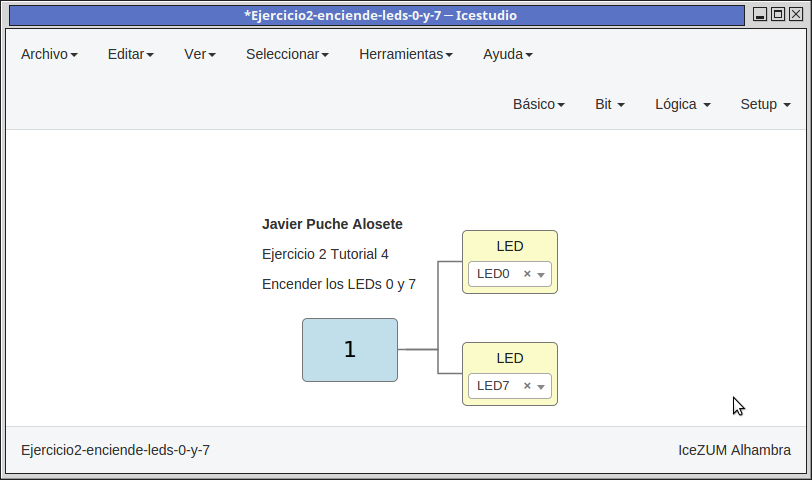 *Ejercicio2-enciende-leds-0-y-7 ─ Icestudio
Archivo Editar Ver Seleccionar Herramientas Ayuda
Básico Bit Lógica Setup
Javier Puche Alosete
Ejercicio 2 Tutorial 4
Encender los LEDs 0 y 7
LED
LED0 ×
1
LED
LED7 ×
Ejercicio2-enciende-leds-0-y-7 IceZUM Alhambra